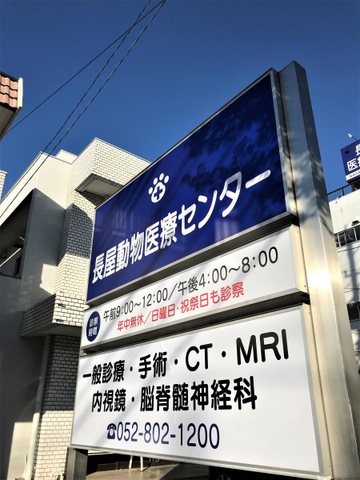 長屋動物医療センター
診療時間
午前9:00〜12:00/午後4:00〜8:00
年中無休/日曜日・祝祭日も診察
一般診療・手術・CT・MRI
内視鏡・脳脊髄神経科
☎052-802-1200
長
医